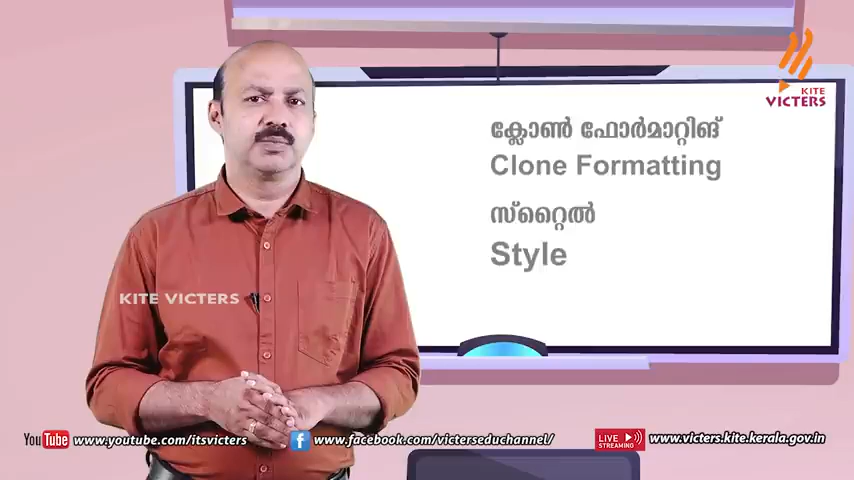 KITE
VICTERS
ക്ലോൺ ഫോർമാറ്റിങ്
Clone Formatting
സ്റ്റൈൽ
Style
KITE VICTERS
YouTube www.youtube.com/itsvicters
f www.facebook.com/victerseduchannel/
LIVE STREAMING www.victers.kite.kerala.gov.in